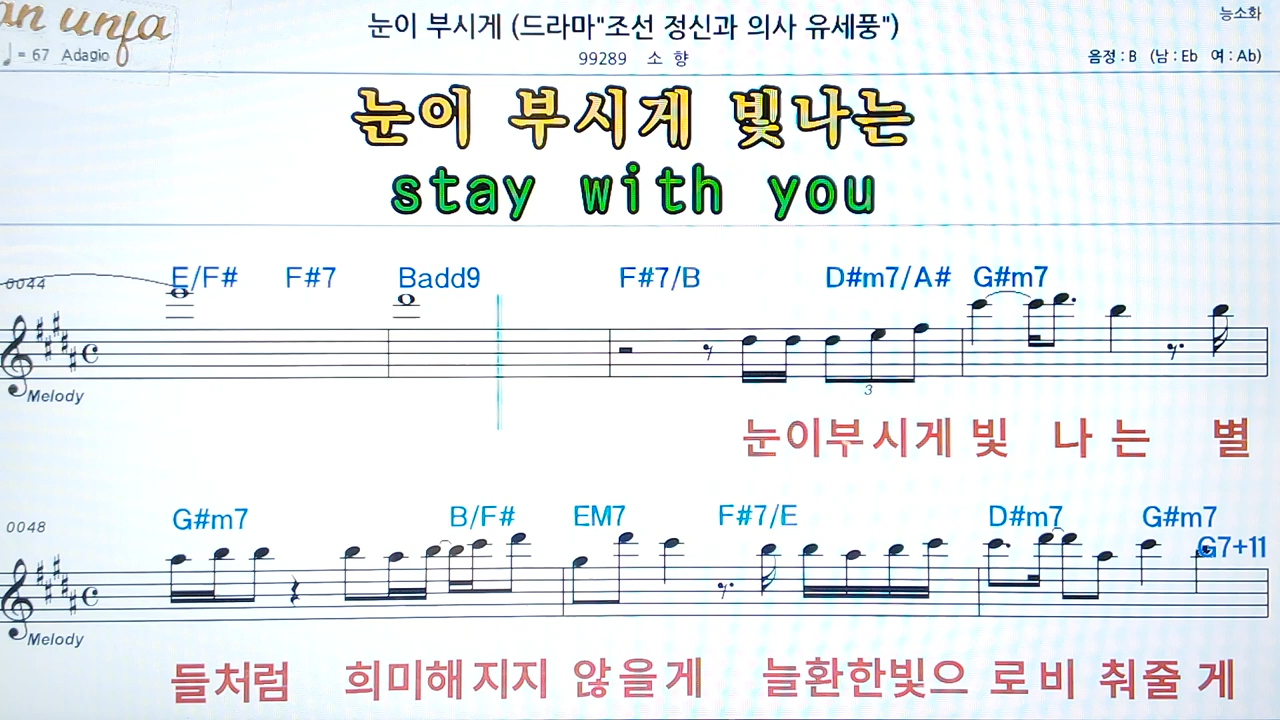 눈이 부시게 (드라마"조선 정신과 의사 유세풍")
능소화
♩= 67 Adagio
99289 소 향
음정 : B (남 : Eb 여 : Ab)
눈이 부시게 빛나는
stay with you
0044 E/F# F#7 Badd9 F#7/B D#m7/A# G#m7
3
Melody
눈이부시게 빛 나 는 별
0048 G#m7 B/F# EM7 F#7/E D#m7 G#m7
G7+11
Melody
들처럼 희미해지지 않을게 늘환한빛으 로비 춰줄 게